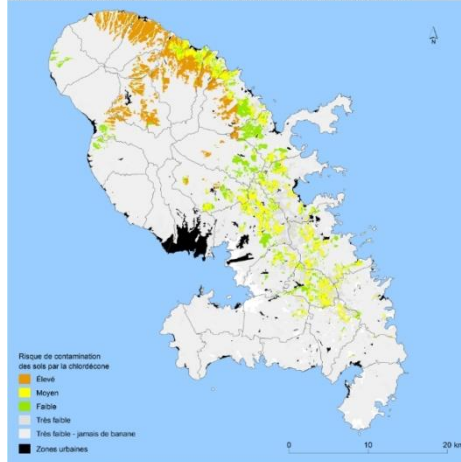 N
Risque de contamination
des sols par la chlordécone
Élevé
Moyen
Faible
Très faible
Très faible - jamais de banane
Zones urbaines
0 10 20 km